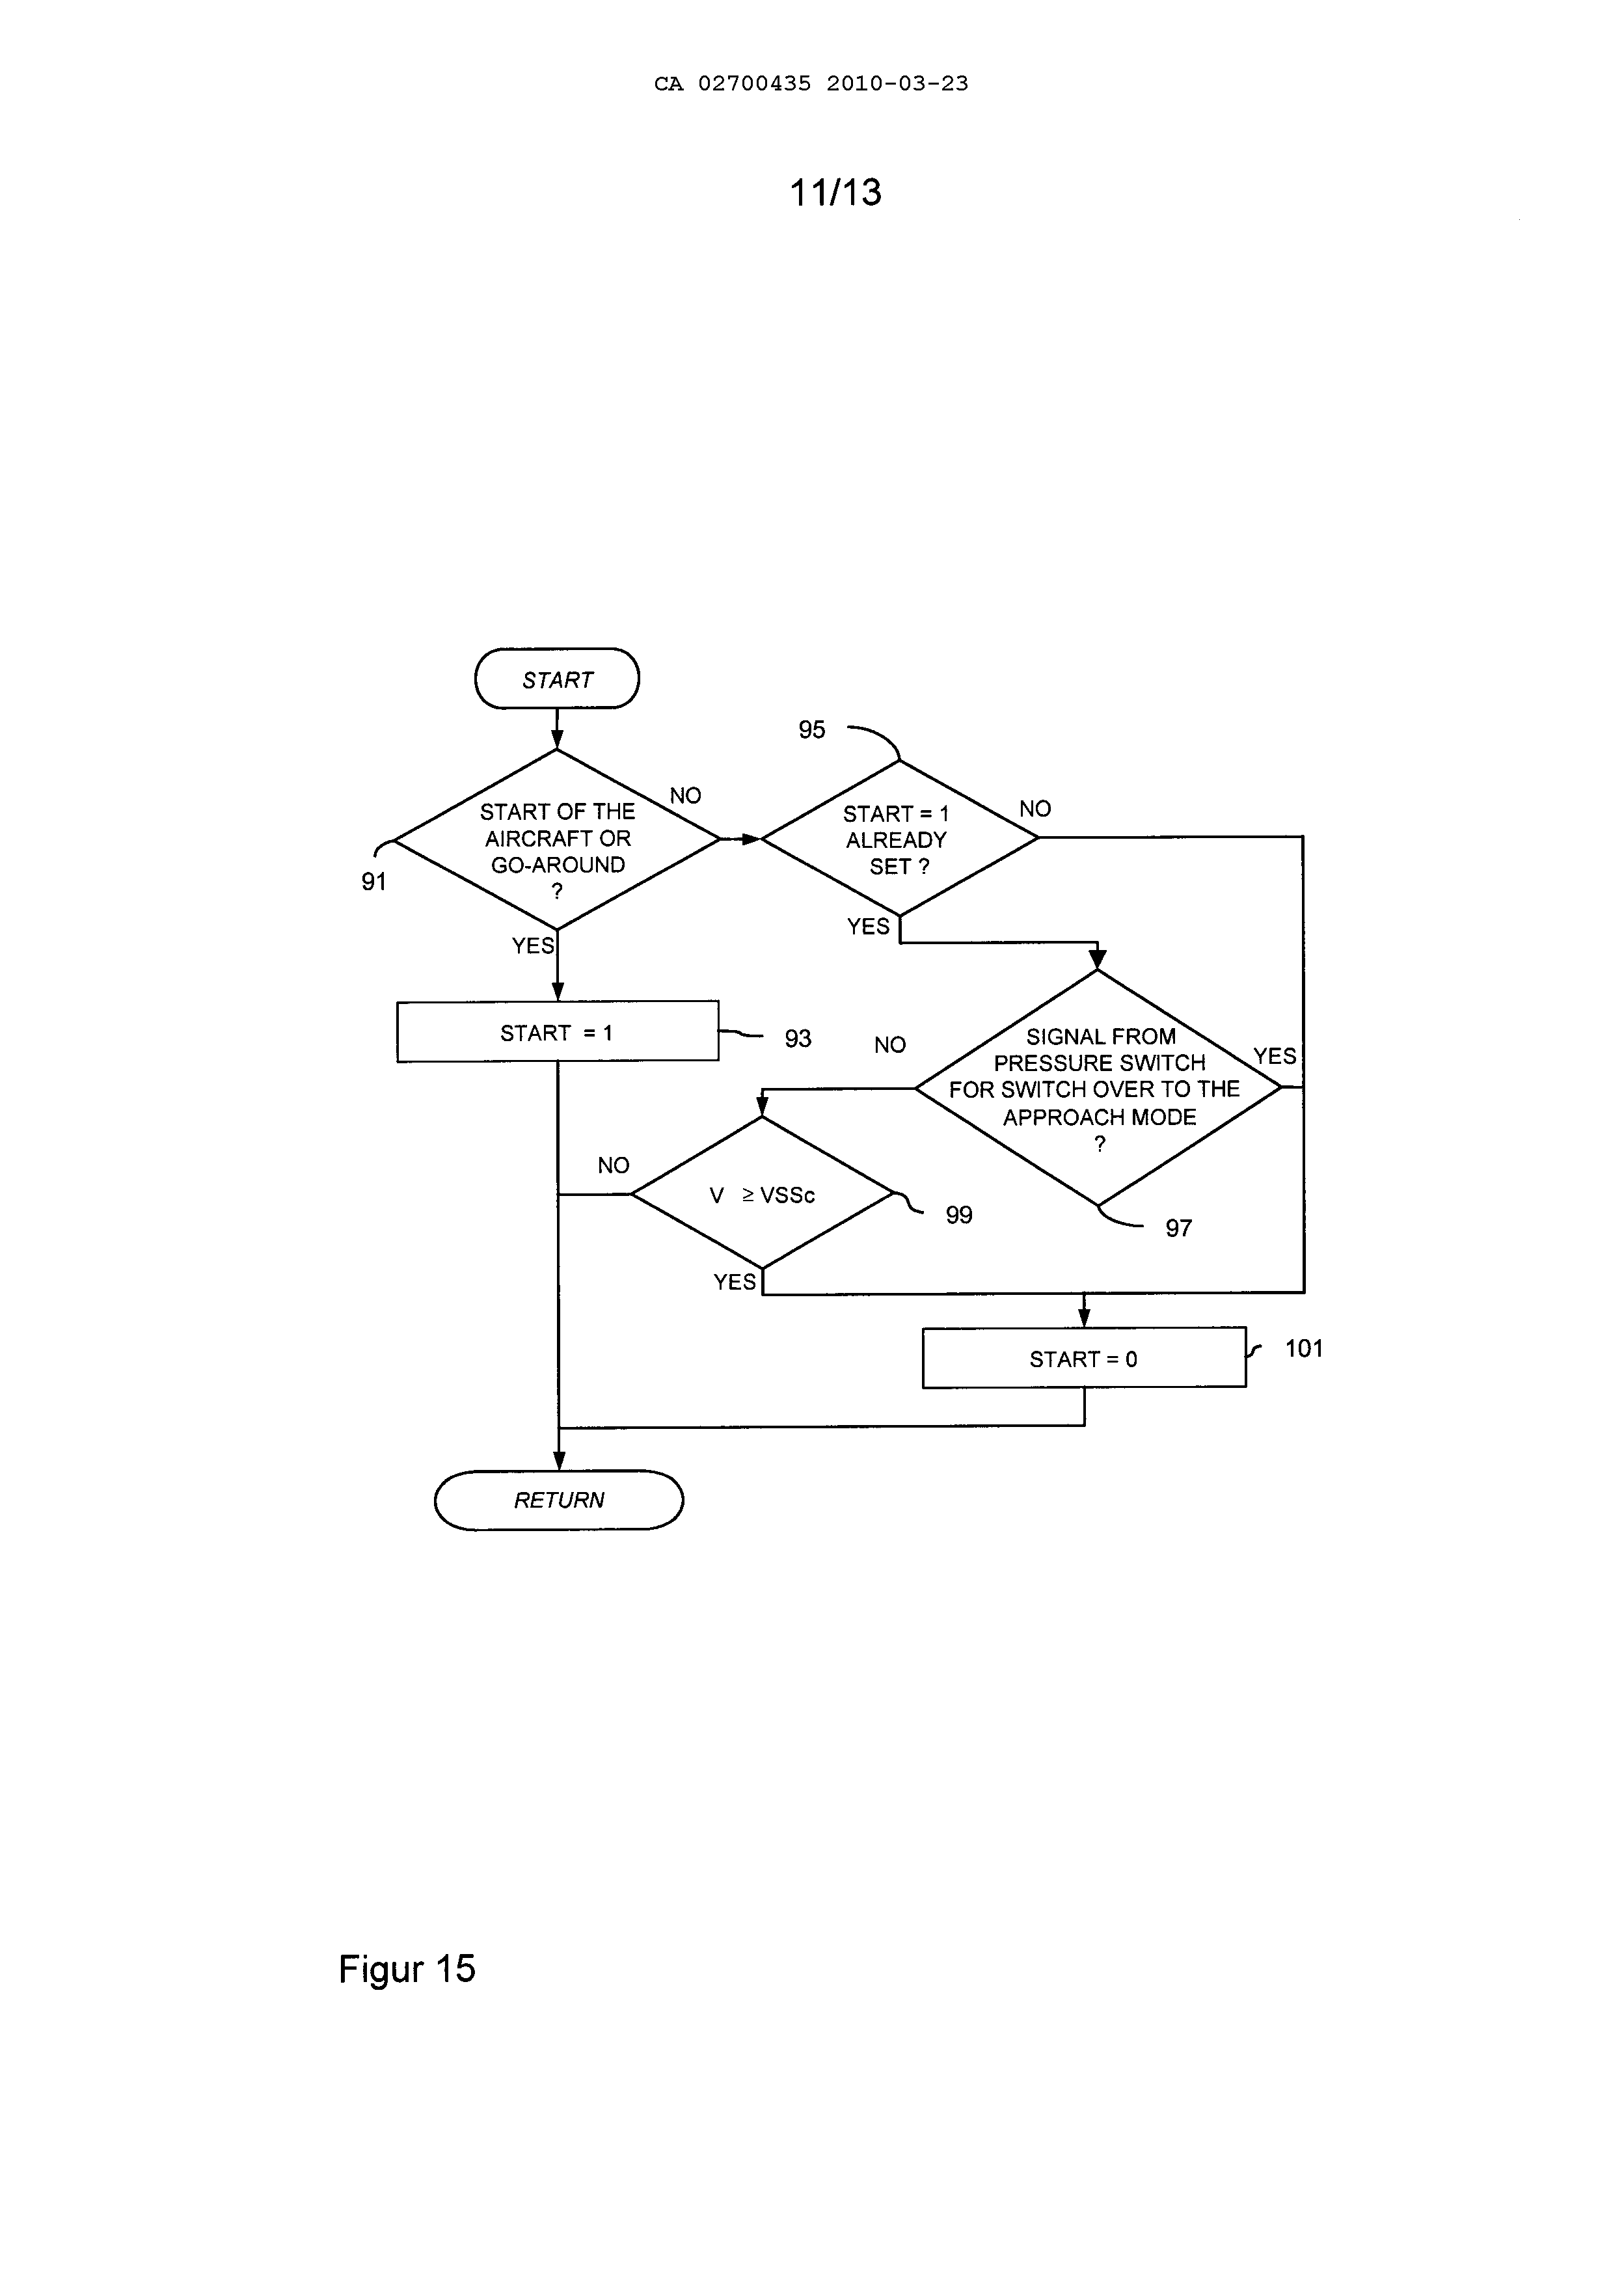 CA 02700435 2010-03-23
11/13
START
START OF THE
AIRCRAFT OR
GO-AROUND
?
91
NO
YES
95
START = 1
ALREADY
SET ?
NO
YES
START = 1
93
SIGNAL FROM
PRESSURE SWITCH
FOR SWITCH OVER TO THE
APPROACH MODE
?
NO
YES
97
V ≥ VSSc
NO
99
YES
START = 0
101
RETURN
Figur 15